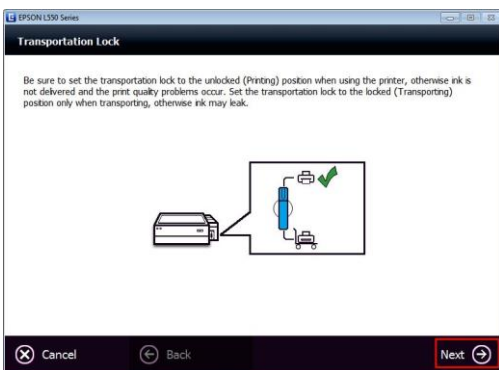 EPSON L550 Series
Transportation Lock
Be sure to set the transportation lock to the unlocked (Printing) position when using the printer, otherwise ink is
not delivered and the print quality problems occur. Set the transportation lock to the locked (Transporting)
position only when transporting, otherwise ink may leak.
Cancel
Back
Next